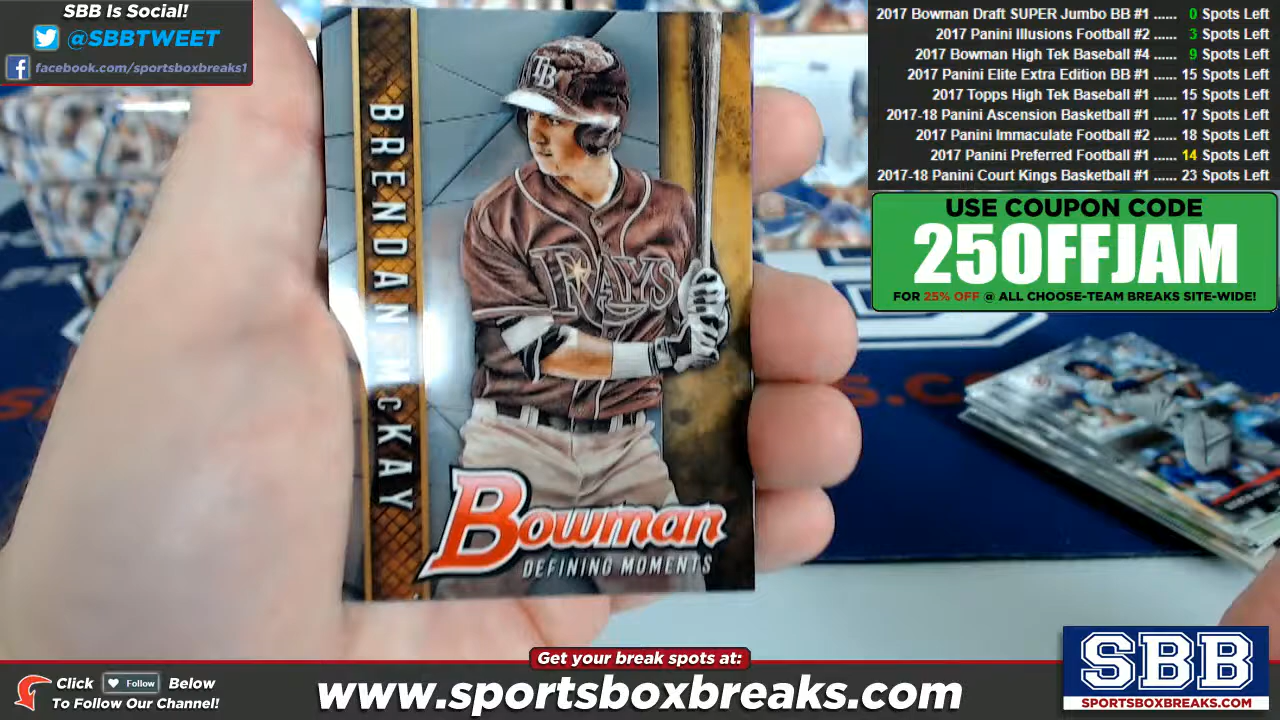 SBB Is Social!
@SBBTWEET
facebook.com/sportsboxbreaks1
2017 Bowman Draft SUPER Jumbo BB #1 ...... 0 Spots Left
2017 Panini Illusions Football #2 ...... 3 Spots Left
2017 Bowman High Tek Baseball #4 ...... 9 Spots Left
2017 Panini Elite Extra Edition BB #1 ...... 15 Spots Left
2017 Topps High Tek Baseball #1 ...... 15 Spots Left
2017-18 Panini Ascension Basketball #1 ...... 17 Spots Left
2017 Panini Immaculate Football #2 ...... 18 Spots Left
2017 Panini Preferred Football #1 ...... 14 Spots Left
2017-18 Panini Court Kings Basketball #1 ...... 23 Spots Left
USE COUPON CODE
25OFFJAM
FOR 25% OFF @ ALL CHOOSE-TEAM BREAKS SITE-WIDE!
BRENDAN McKAY
TB
RAYS
Bowman
DEFINING MOMENTS
Get your break spots at:
Click Follow Below
To Follow Our Channel!
www.sportsboxbreaks.com
SBB
SPORTSBOXBREAKS.COM